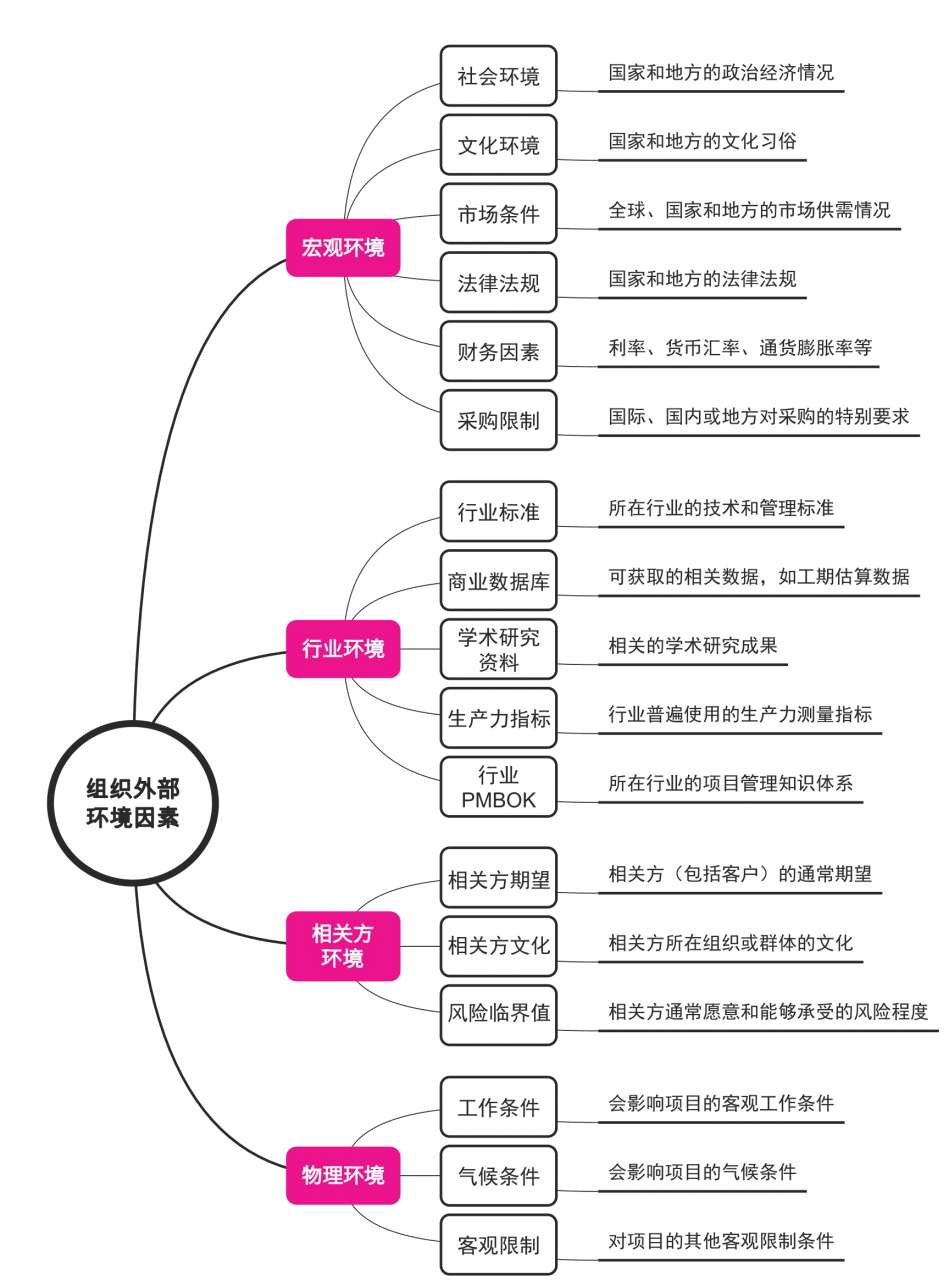 社会环境
国家和地方的政治经济情况
文化环境
国家和地方的文化习俗
市场条件
全球、国家和地方的市场供需情况
宏观环境
法律法规
国家和地方的法律法规
财务因素
利率、货币汇率、通货膨胀率等
采购限制
国际、国内或地方对采购的特别要求
行业标准
所在行业的技术和管理标准
商业数据库
可获取的相关数据，如工期估算数据
行业环境
学术研究
资料
相关的学术研究成果
生产力指标
行业普遍使用的生产力测量指标
行业
PMBOK
所在行业的项目管理知识体系
组织外部
环境因素
相关方期望
相关方（包括客户）的通常期望
相关方
环境
相关方文化
相关方所在组织或群体的文化
风险临界值
相关方通常愿意和能够承受的风险程度
工作条件
会影响项目的客观工作条件
物理环境
气候条件
会影响项目的气候条件
客观限制
对项目的其他客观限制条件